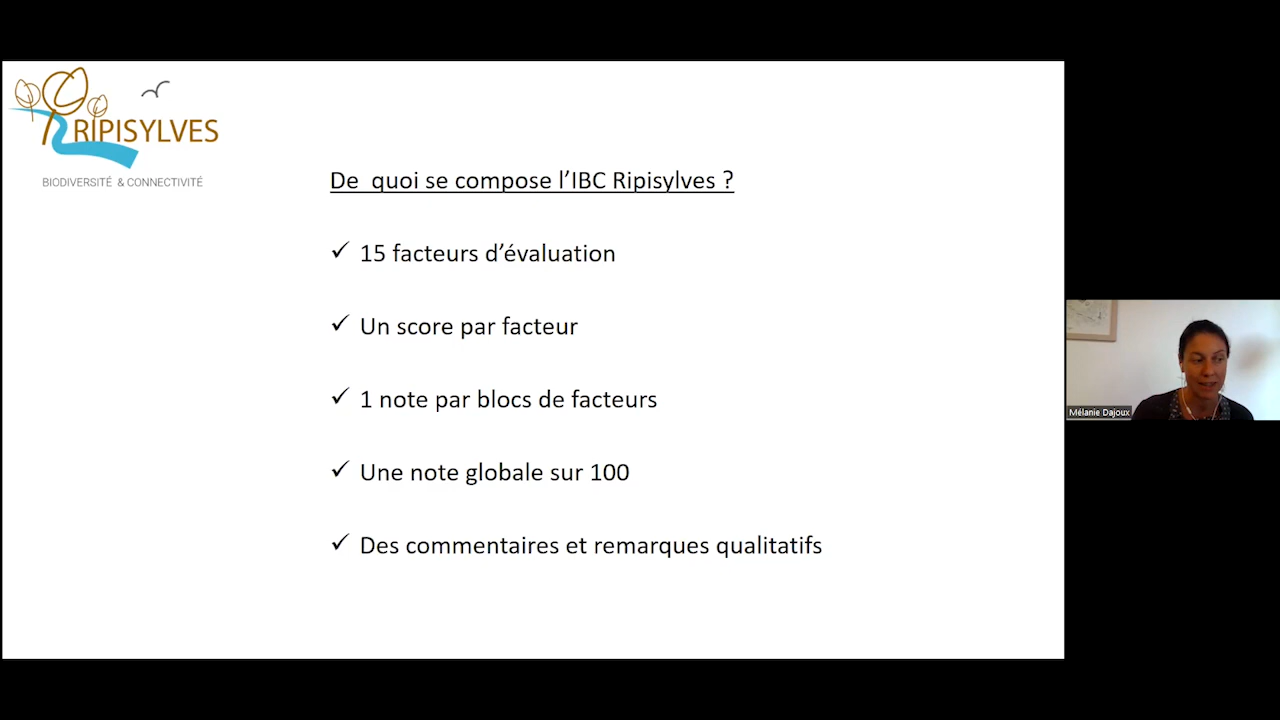 RIPISYLVES
BIODIVERSITÉ & CONNECTIVITÉ
De quoi se compose l’IBC Ripisylves ?
✓ 15 facteurs d’évaluation
✓ Un score par facteur
✓ 1 note par blocs de facteurs
✓ Une note globale sur 100
✓ Des commentaires et remarques qualitatifs
Mélanie Dajoux